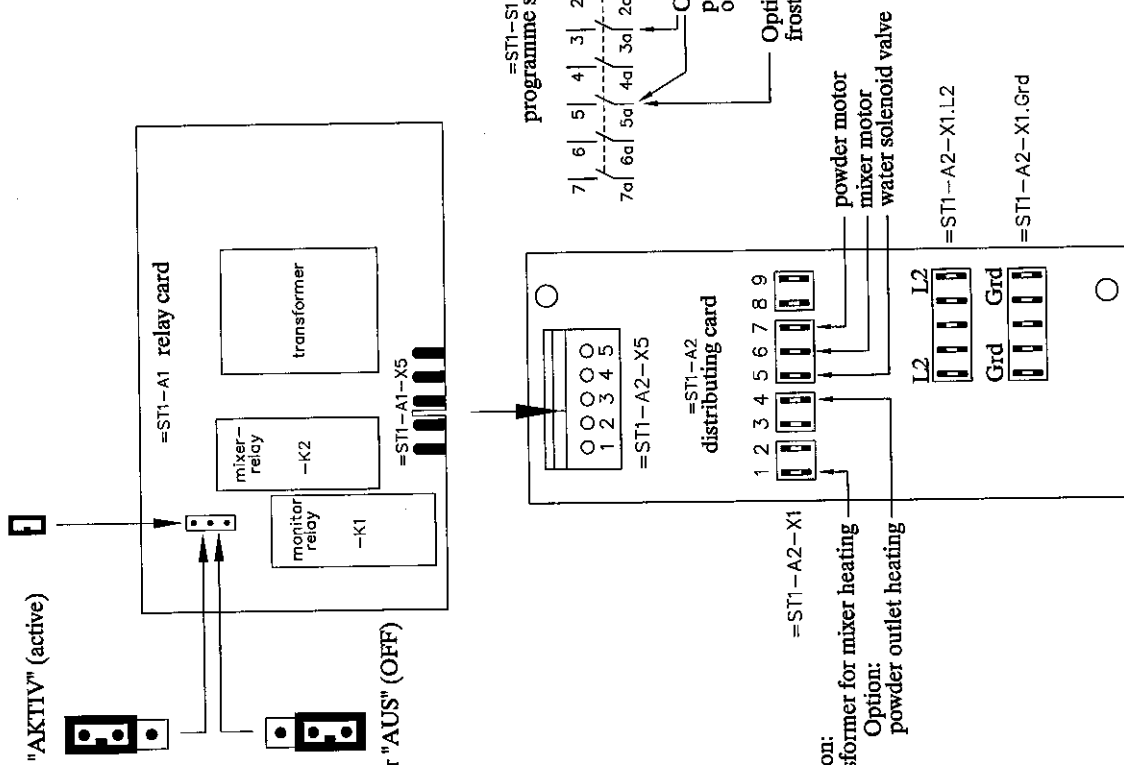 "AKTIV" (active)
"AUS" (OFF)
=ST1-A1 relay card
mixer-
relay
-K2
monitor
relay
-K1
transformer
=ST1-A1-X5
=ST1-S1
programme
7 6 5 4 3 2
7a 6a 5a 4a 3a 2a
1 2 3 4 5
=ST1-A2-X5
=ST1-A2
distributing card
1 2 3 4 5 6 7 8 9
=ST1-A2-X1
for mixer heating
Option:
powder outlet heating
powder motor
mixer motor
water solenoid valve
L2 L2
=ST1-A2-X1.L2
Grd Grd
=ST1-A2-X1.Grd